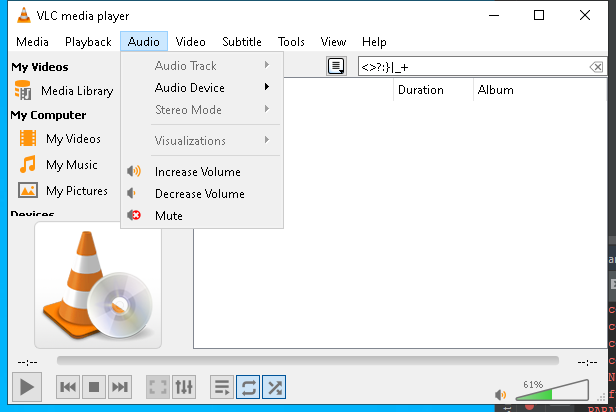 VLC media player
Media Playback Audio Video Subtitle Tools View Help
My Videos
Media Library
My Computer
My Videos
My Music
My Pictures
Devices
Audio Track
Audio Device
Stereo Mode
Visualizations
Increase Volume
Decrease Volume
Mute
<>?:}|_+
Duration Album
--:-- --:--
61%